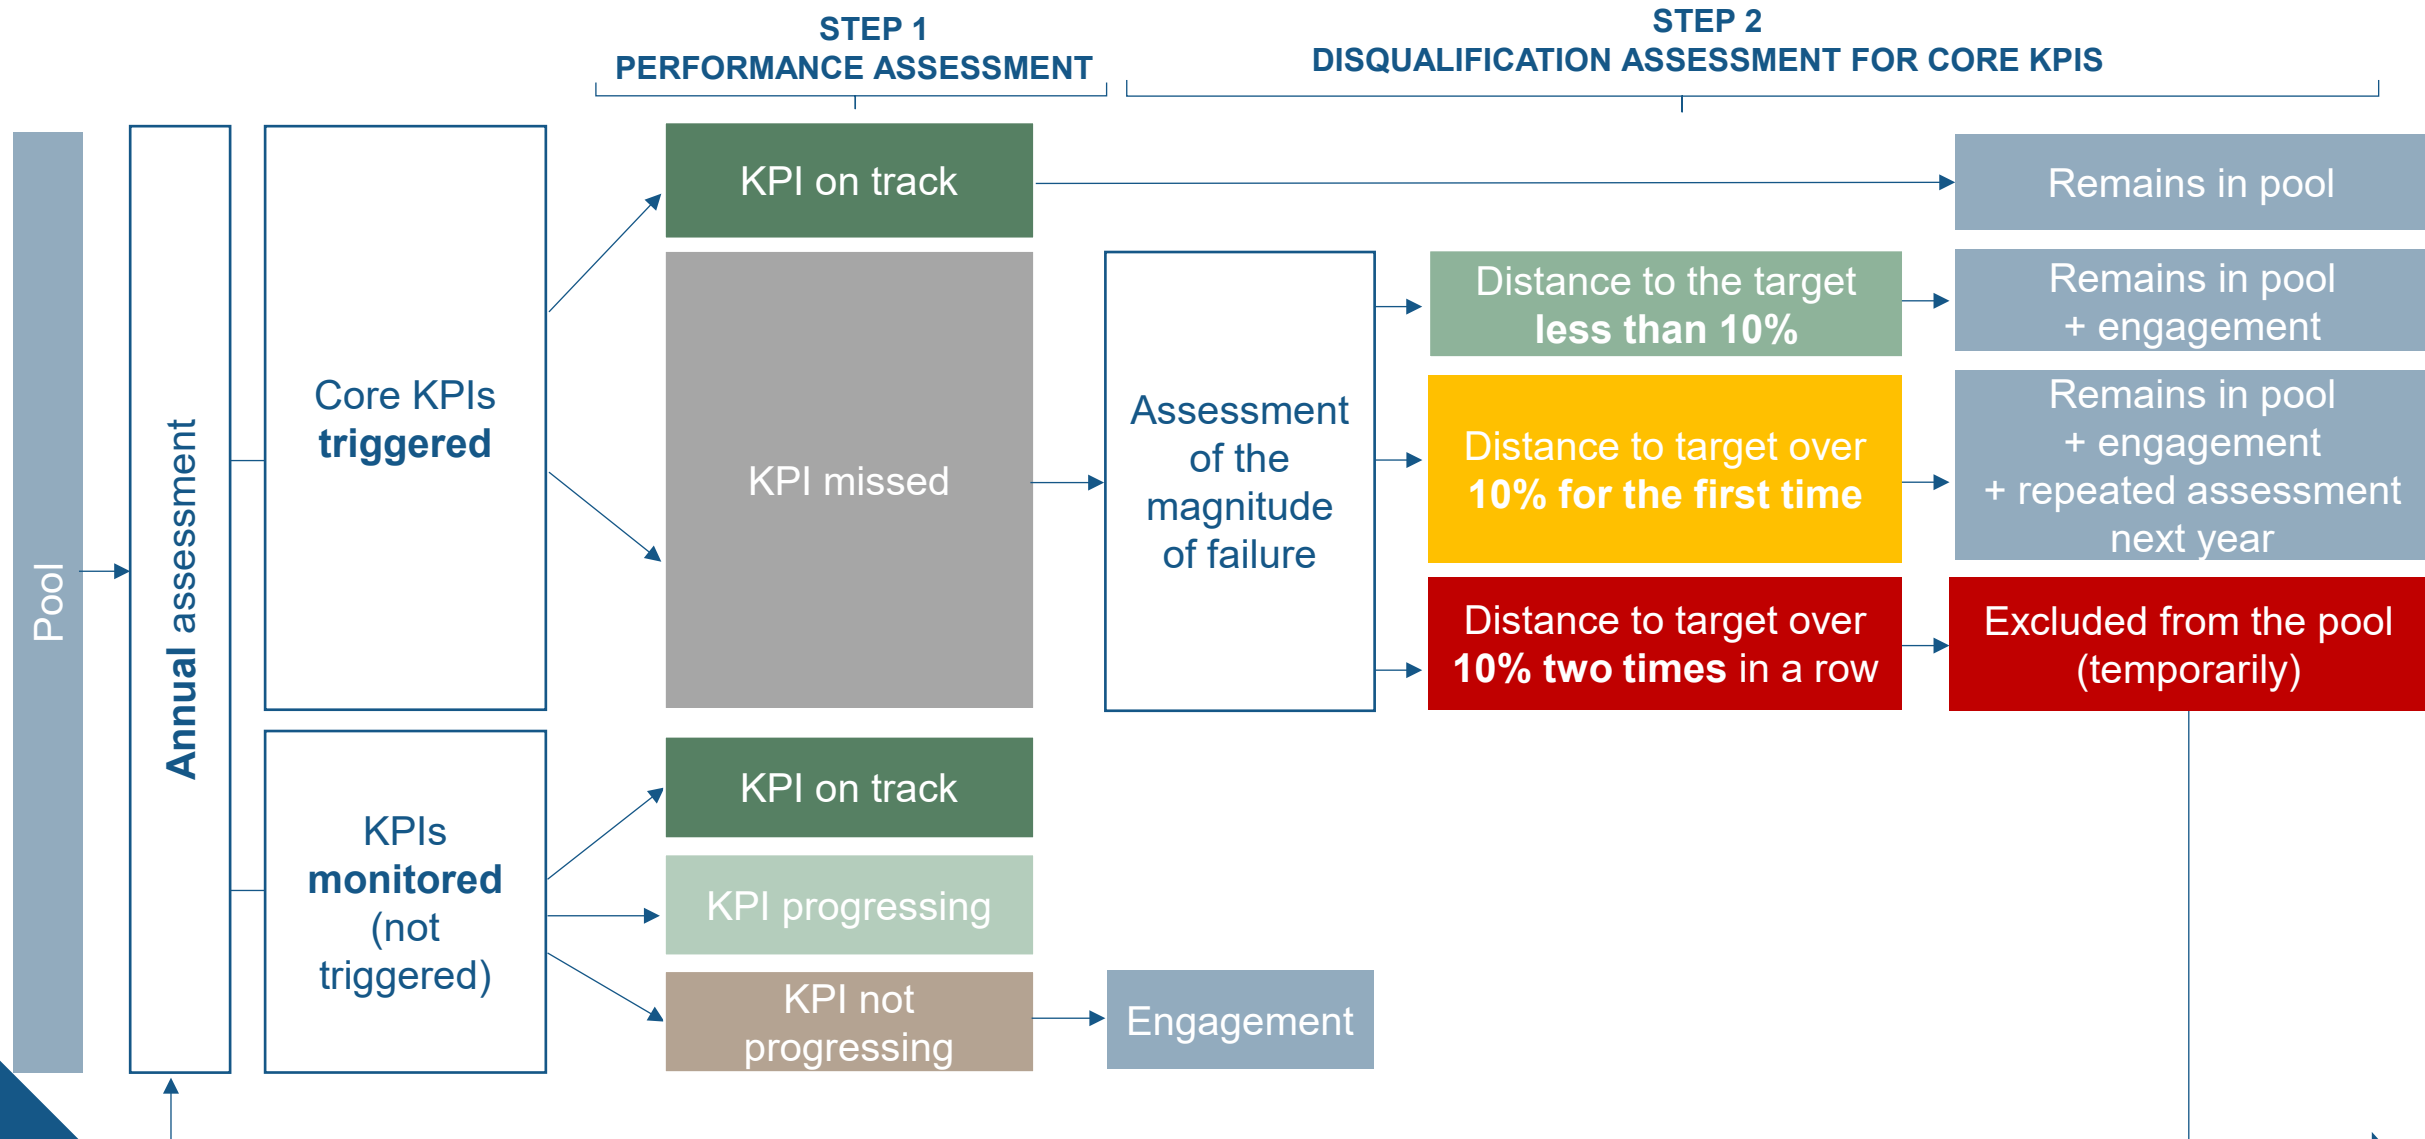 STEP 1
PERFORMANCE ASSESSMENT
STEP 2
DISQUALIFICATION ASSESSMENT FOR CORE KPIS
Pool
Annual assessment
Core KPIs
triggered
KPI on track
Remains in pool
KPI missed
Assessment
of the
magnitude
of failure
Distance to the target
less than 10%
Remains in pool
+ engagement
Distance to target over
10% for the first time
Remains in pool
+ engagement
+ repeated assessment
next year
Distance to target over
10% two times in a row
Excluded from the pool
(temporarily)
KPIs
monitored
(not
triggered)
KPI on track
KPI progressing
KPI not
progressing
Engagement